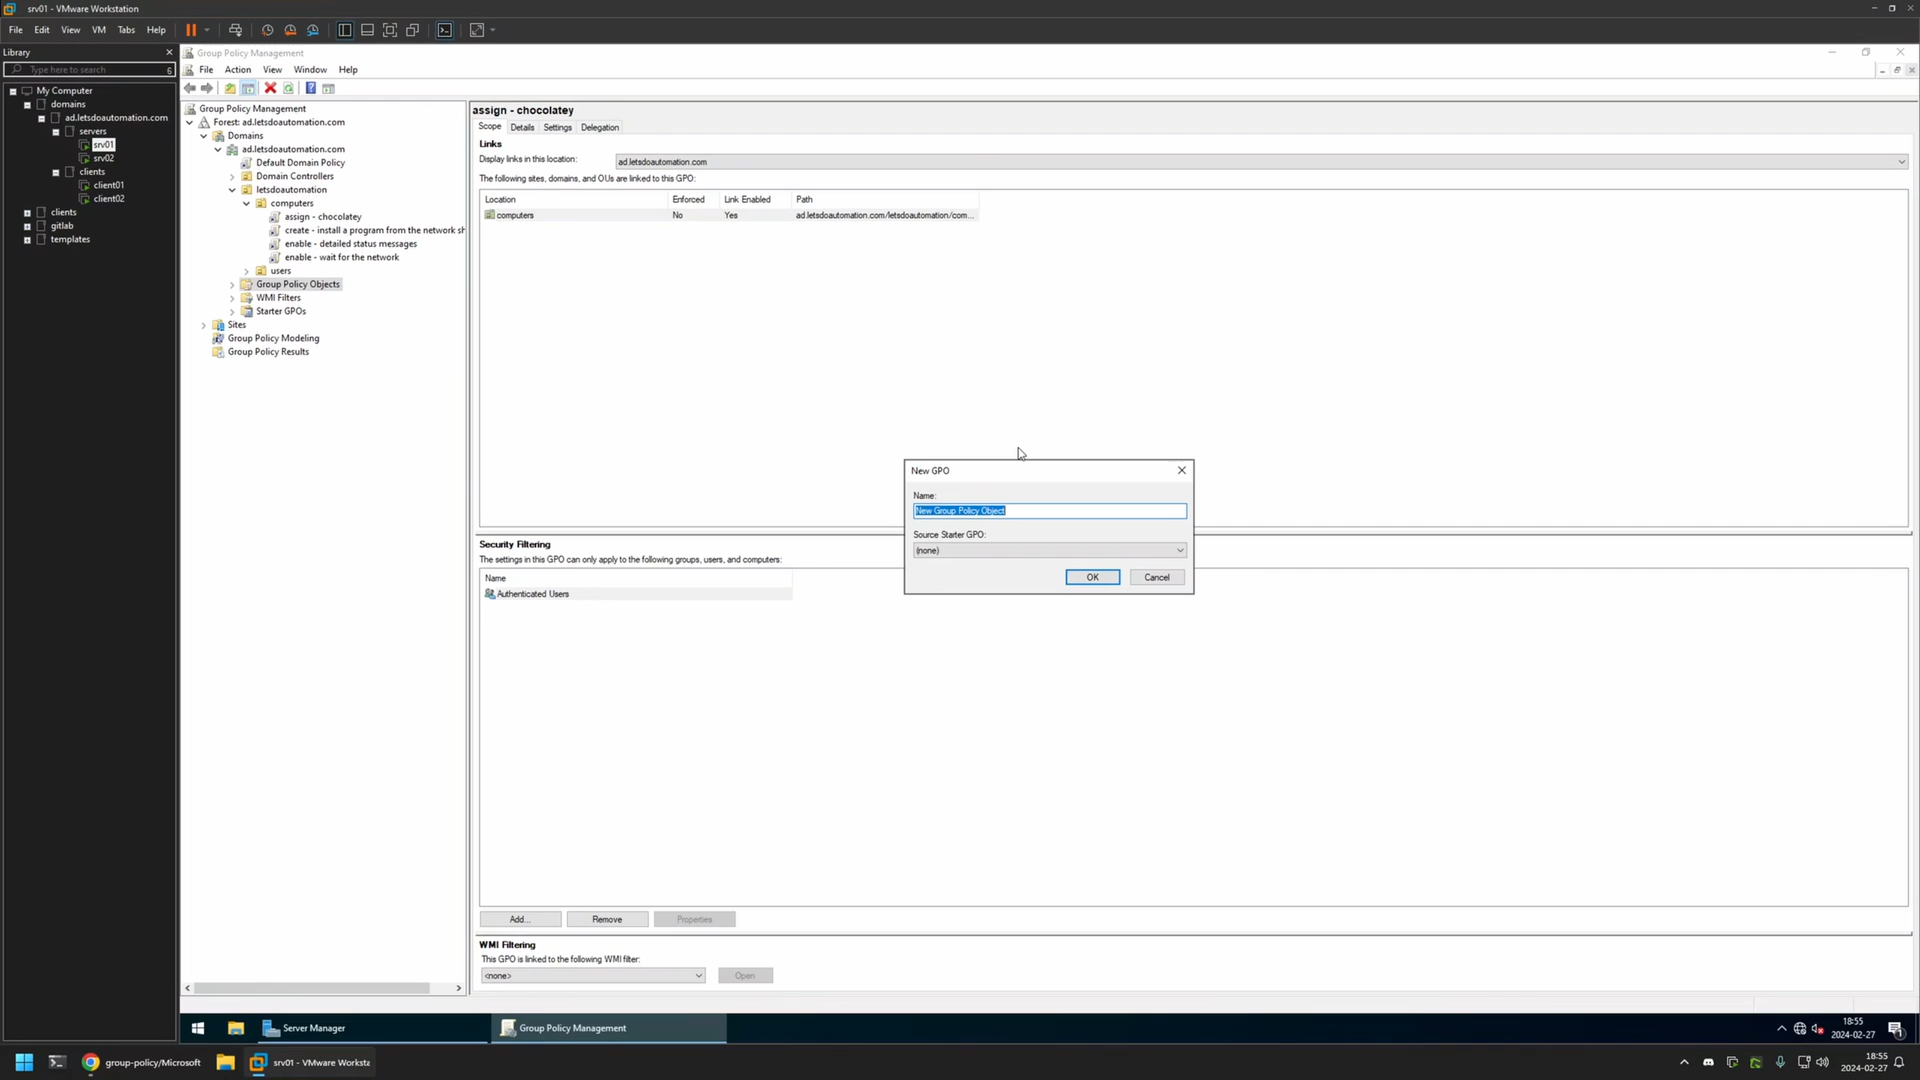 srv01 - VMware Workstation
File Edit View VM Tabs Help
Library
Type here to search
My Computer
domains
ad.letsdoautomation.com
servers
srv01
srv02
clients
client01
client02
clients
gitlab
templates
Group Policy Management
File Action View Window Help
Group Policy Management
Forest: ad.letsdoautomation.com
Domains
ad.letsdoautomation.com
Default Domain Policy
Domain Controllers
letsdoautomation
computers
assign - chocolatey
create - install a program from the network sh
enable - detailed status messages
enable - wait for the network
users
Group Policy Objects
WMI Filters
Starter GPOs
Sites
Group Policy Modeling
Group Policy Results
assign - chocolatey
Scope Details Settings Delegation
Links
Display links in this location: ad.letsdoautomation.com
The following sites, domains, and OUs are linked to this GPO:
Location Enforced Link Enabled Path
computers No Yes ad.letsdoautomation.com/letsdoautomation/com...
New GPO
Name:
New Group Policy Object
Source Starter GPO:
(none)
OK Cancel
Security Filtering
The settings in this GPO can only apply to the following groups, users, and computers:
Name
Authenticated Users
Add... Remove Properties
WMI Filtering
This GPO is linked to the following WMI filter:
<none> Open
Server Manager Group Policy Management
18:55
2024-02-27
group-policy/Microsoft srv01 - VMware Worksta
18:55
2024-02-27